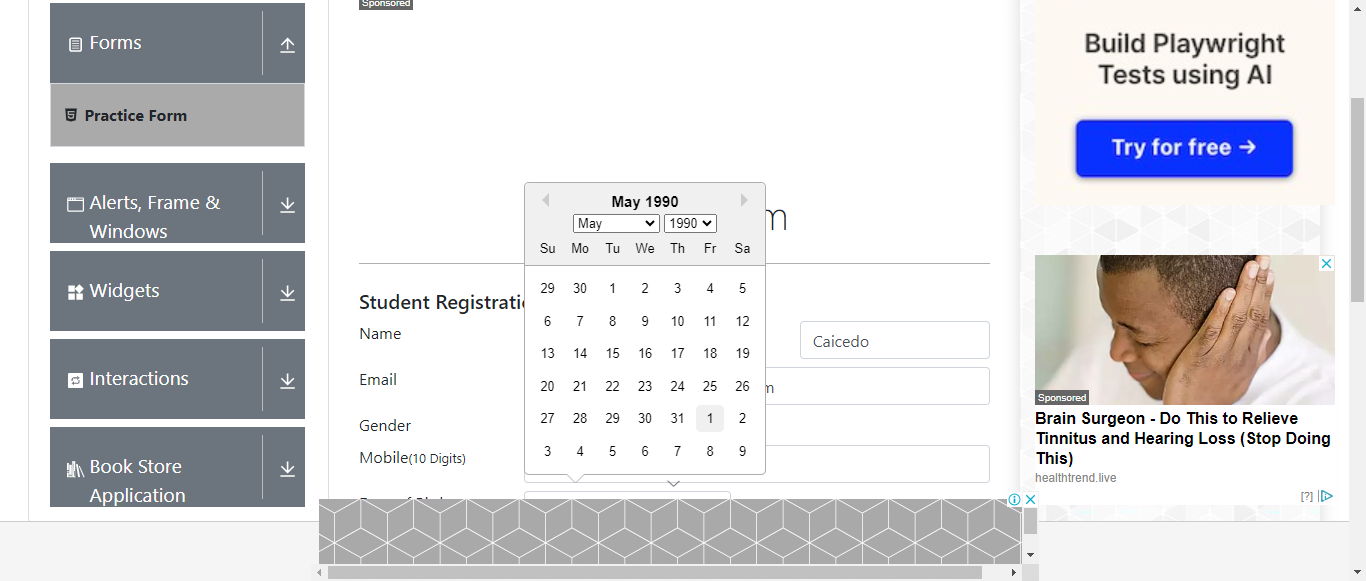 Sponsored
Forms
Practice Form
Alerts, Frame &
Windows
Widgets
Interactions
Book Store
Application
m
Student Registratio
Name
Caicedo
Email
m
Gender
Mobile(10 Digits)
May 1990
May 1990
Su Mo Tu We Th Fr Sa
29 30 1 2 3 4 5
6 7 8 9 10 11 12
13 14 15 16 17 18 19
20 21 22 23 24 25 26
27 28 29 30 31 1 2
3 4 5 6 7 8 9
Build Playwright
Tests using AI
Try for free →
Sponsored
Brain Surgeon - Do This to Relieve
Tinnitus and Hearing Loss (Stop Doing
This)
healthtrend.live
[?]